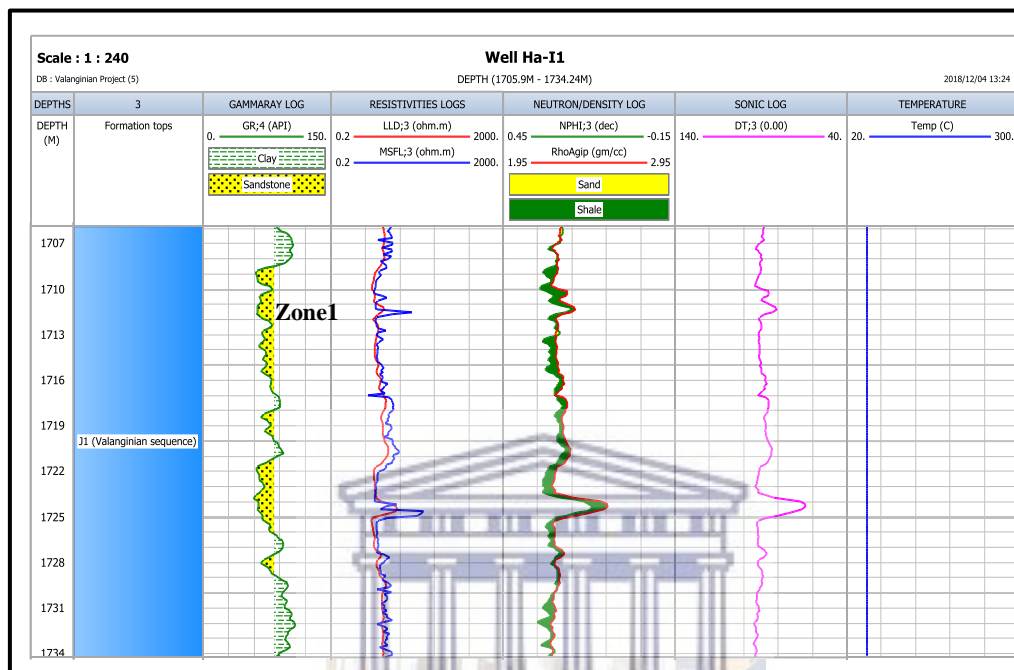 Scale : 1 : 240
Well Ha-I1
DB : Valanginian Project (5)
DEPTH (1705.9M - 1734.24M)
2018/12/04 13:24
DEPTHS
3
GAMMARAY LOG
RESISTIVITIES LOGS
NEUTRON/DENSITY LOG
SONIC LOG
TEMPERATURE
DEPTH
(M)
Formation tops
GR;4 (API)
0. 150.
Clay
Sandstone
LLD;3 (ohm.m)
0.2 2000.
MSFL;3 (ohm.m)
0.2 2000.
NPHI;3 (dec)
0.45 -0.15
RhoAgip (gm/cc)
1.95 2.95
Sand
Shale
DT;3 (0.00)
140. 40.
Temp (C)
20. 300.
1707
1710
Zone1
1713
1716
1719
J1 (Valanginian sequence)
1722
1725
1728
1731
1734